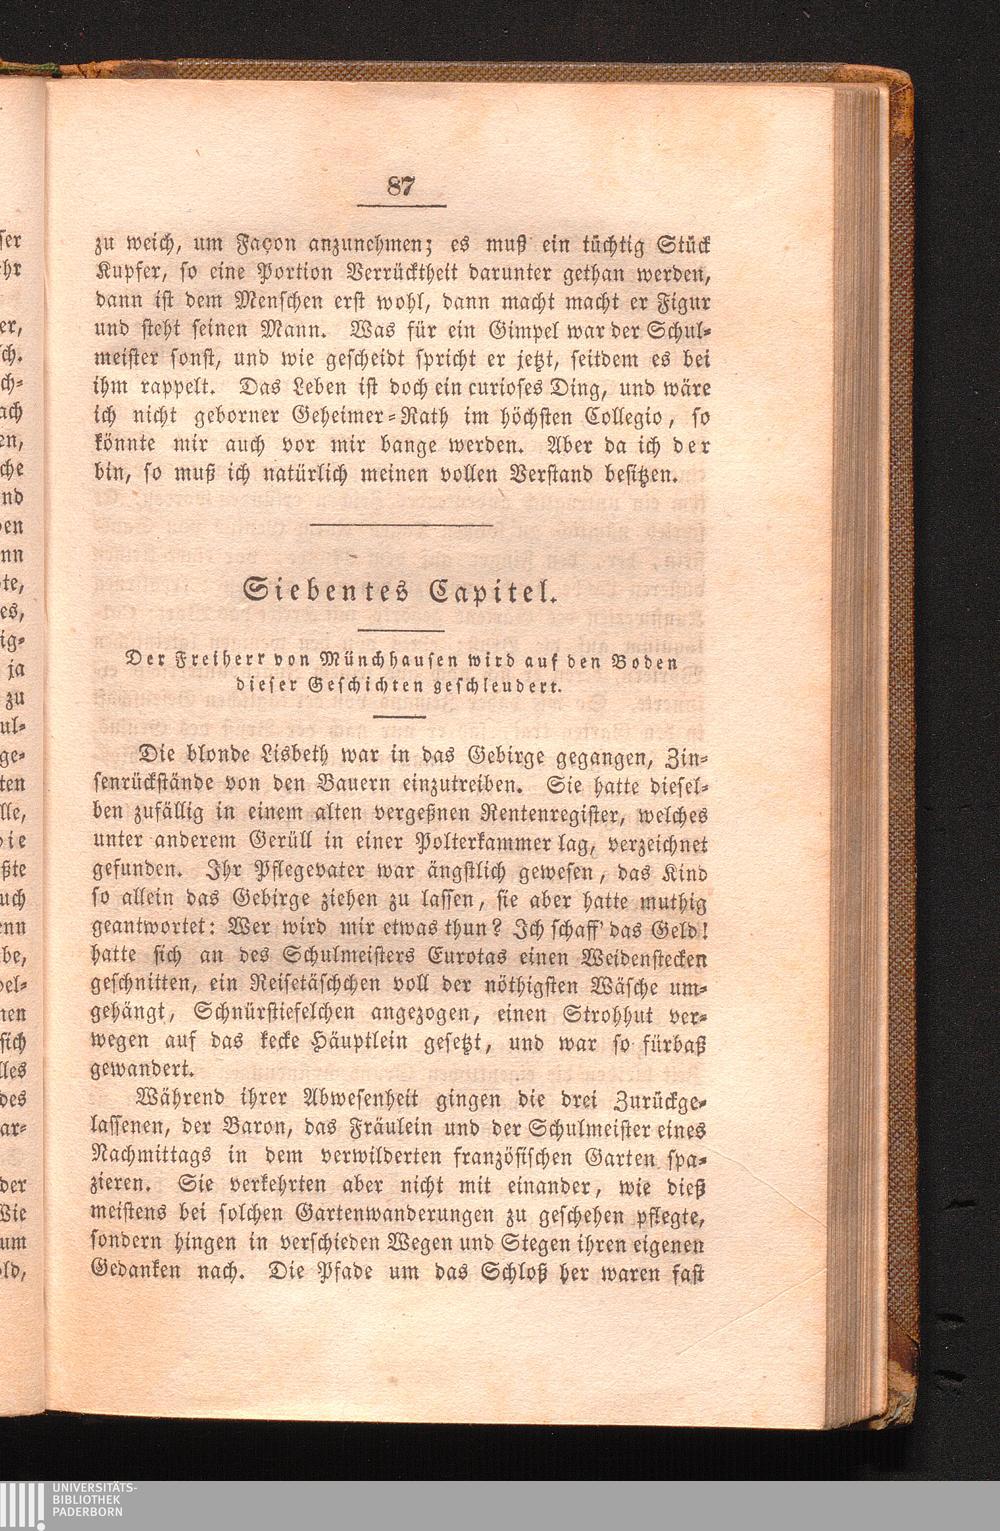 87
zu weich, um Façon anzunehmen; es muß ein tüchtig Stück
Kupfer, so eine Portion Verrücktheit darunter gethan werden,
dann ist dem Menschen erst wohl, dann macht macht er Figur
und steht seinen Mann. Was für ein Gimpel war der Schul-
meister sonst, und wie gescheidt spricht er jetzt, seitdem es bei
ihm rappelt. Das Leben ist doch ein curioses Ding, und wäre
ich nicht geborner Geheimer-Rath im höchsten Collegio, so
könnte mir auch vor mir bange werden. Aber da ich der
bin, so muß ich natürlich meinen vollen Verstand besitzen.
Siebentes Capitel.
Der Freiherr von Münchhausen wird auf den Boden
dieser Geschichten geschleudert.
Die blonde Lisbeth war in das Gebirge gegangen, Zin-
senrückstände von den Bauern einzutreiben. Sie hatte diesel-
ben zufällig in einem alten vergeßnen Rentenregister, welches
unter anderem Gerüll in einer Polterkammer lag, verzeichnet
gefunden. Ihr Pflegevater war ängstlich gewesen, das Kind
so allein das Gebirge ziehen zu lassen, sie aber hatte muthig
geantwortet: Wer wird mir etwas thun? Ich schaff' das Geld!
hatte sich an des Schulmeisters Eurotas einen Weidenstecken
geschnitten, ein Reisetäschchen voll der nöthigsten Wäsche um-
gehängt, Schnürstiefelchen angezogen, einen Strohhut ver-
wegen auf das kecke Häuptlein gesetzt, und war so fürbaß
gewandert.
Während ihrer Abwesenheit gingen die drei Zurückge-
lassenen, der Baron, das Fräulein und der Schulmeister eines
Nachmittags in dem verwilderten französischen Garten spa-
zieren. Sie verkehrten aber nicht mit einander, wie dieß
meistens bei solchen Gartenwanderungen zu geschehen pflegte,
sondern hingen in verschieden Wegen und Stegen ihren eigenen
Gedanken nach. Die Pfade um das Schloß her waren fast
UNIVERSITÄTS-
BIBLIOTHEK
PADERBORN